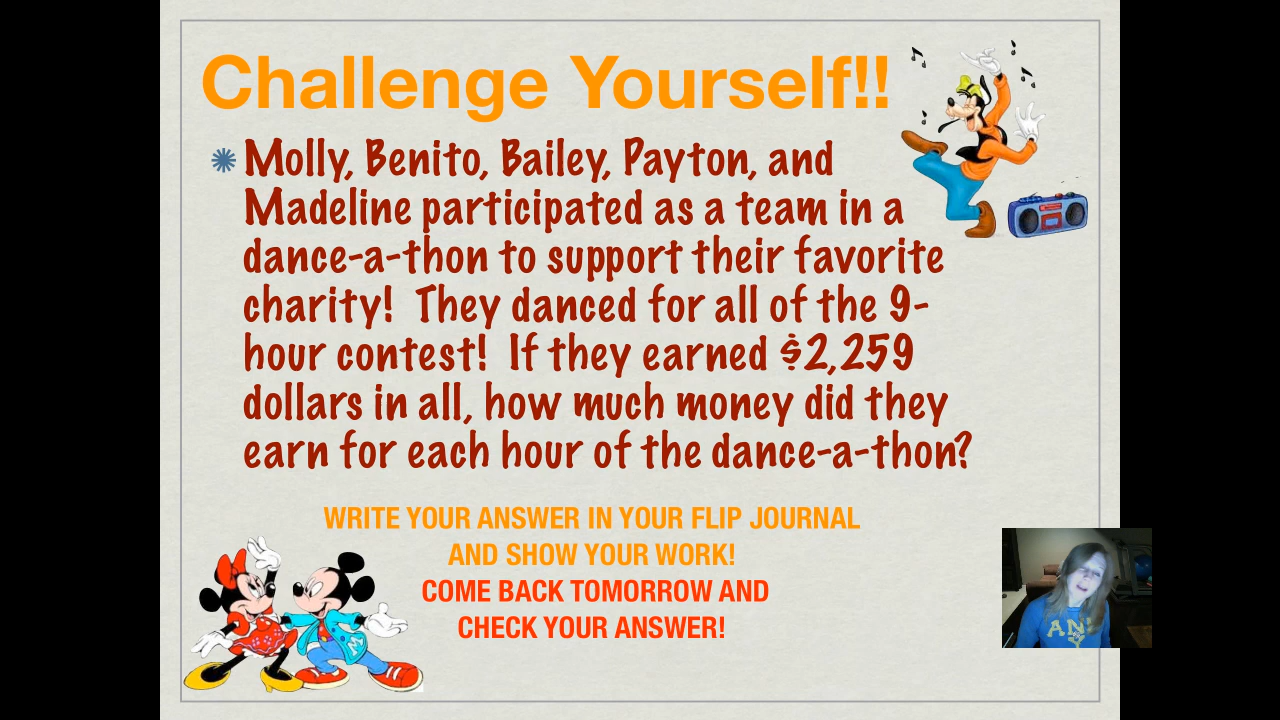 Challenge Yourself!!
Molly, Benito, Bailey, Payton, and
Madeline participated as a team in a
dance-a-thon to support their favorite
charity! They danced for all of the 9-
hour contest! If they earned $2,259
dollars in all, how much money did they
earn for each hour of the dance-a-thon?
WRITE YOUR ANSWER IN YOUR FLIP JOURNAL
AND SHOW YOUR WORK!
COME BACK TOMORROW AND
CHECK YOUR ANSWER!
M